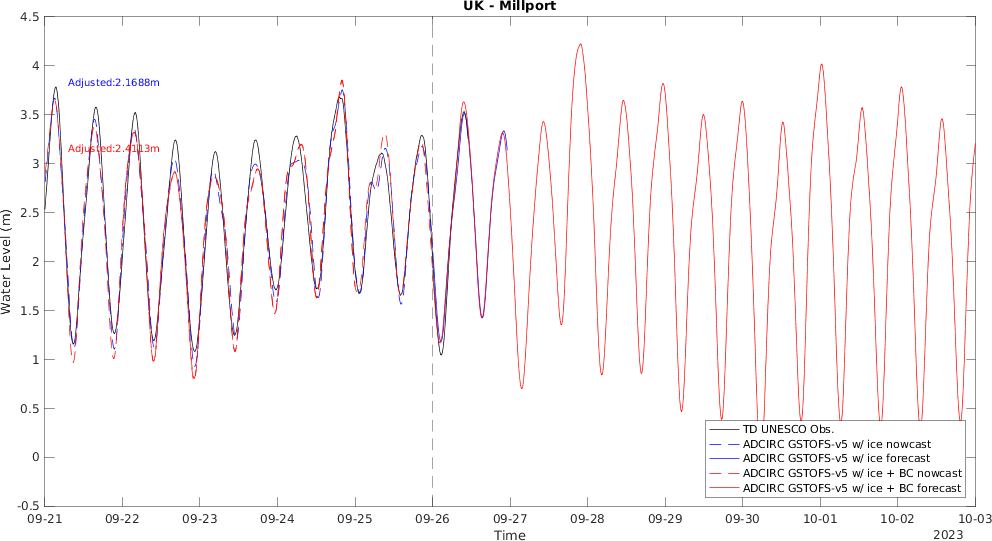 UK - Millport
4.5
4
3.5
3
2.5
2
1.5
1
0.5
0
-0.5
Water Level (m)
Adjusted:2.1688m
Adjusted:2.4113m
TD UNESCO Obs.
ADCIRC GSTOFS-v5 w/ ice nowcast
ADCIRC GSTOFS-v5 w/ ice forecast
ADCIRC GSTOFS-v5 w/ ice + BC nowcast
ADCIRC GSTOFS-v5 w/ ice + BC forecast
09-21 09-22 09-23 09-24 09-25 09-26 09-27 09-28 09-29 09-30 10-01 10-02 10-03
Time
2023